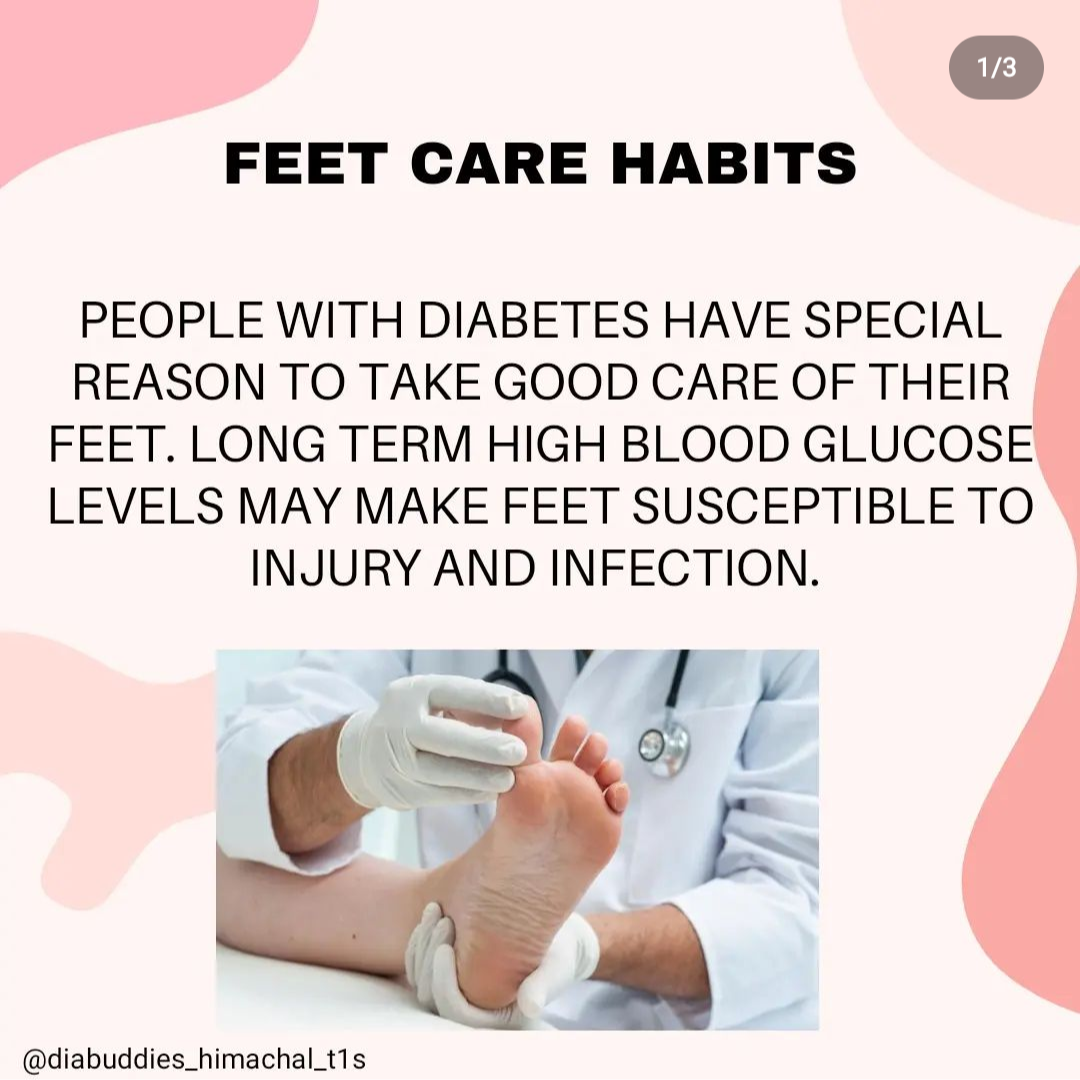 1/3
FEET CARE HABITS
PEOPLE WITH DIABETES HAVE SPECIAL
REASON TO TAKE GOOD CARE OF THEIR
FEET. LONG TERM HIGH BLOOD GLUCOSE
LEVELS MAY MAKE FEET SUSCEPTIBLE TO
INJURY AND INFECTION.
@diabuddies_himachal_t1s